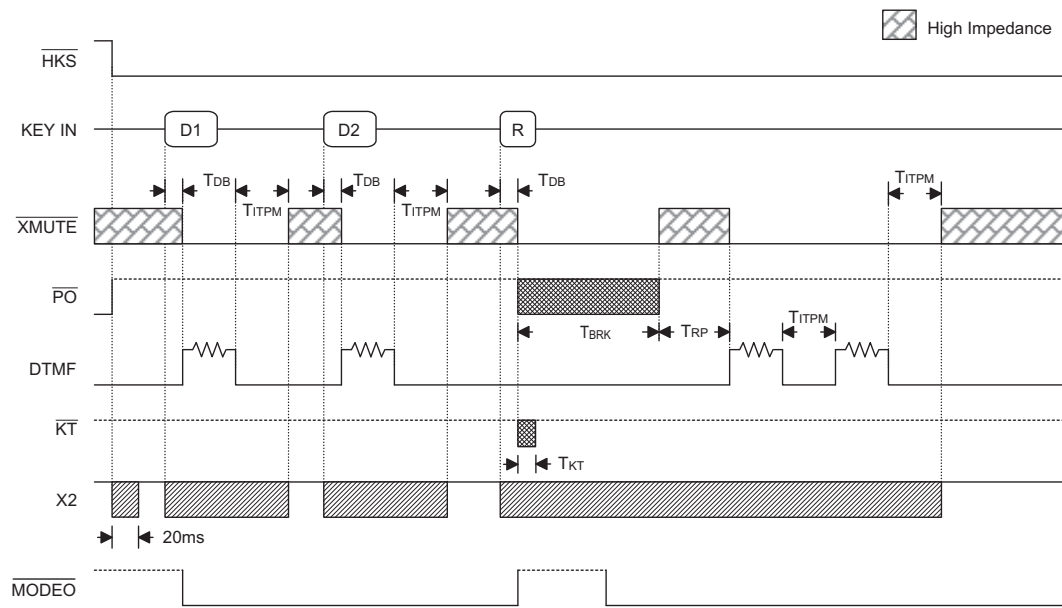 High Impedance
HKS
KEY IN D1 D2 R
TDB TDB TDB TITPM
TITPM TITPM
XMUTE
PO
TBRK TRP TITPM
DTMF
KT
TKT
X2
20ms
MODEO